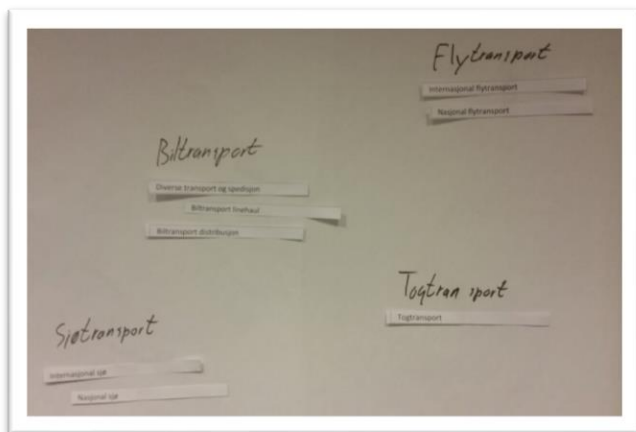 Flytransport
Internasjonal flytransport
Nasjonal flytransport
Biltransport
Diverse transport og spedisjon
Biltransport linehaul
Biltransport distribusjon
Togtransport
Togtransport
Sjøtransport
Internasjonal sjø
Nasjonal sjø